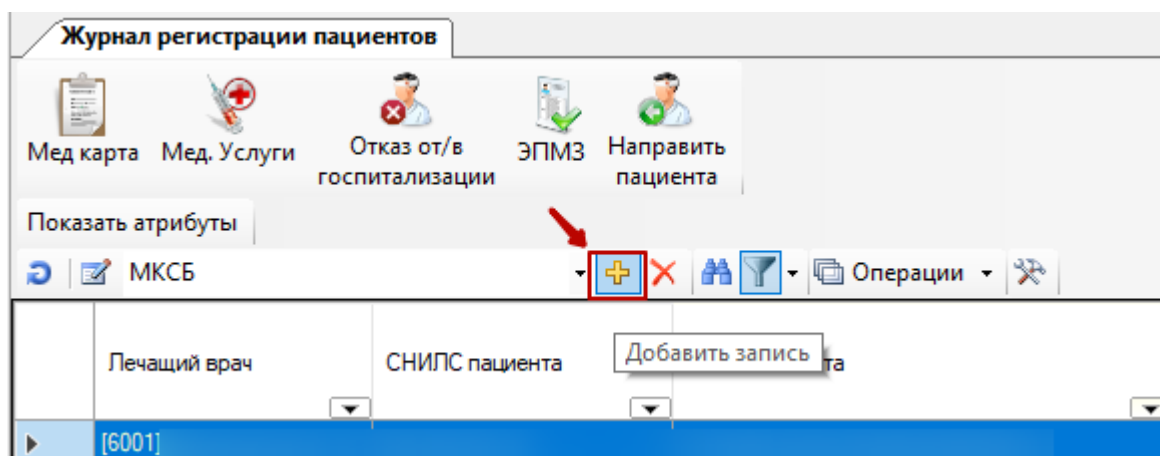 Журнал регистрации пациентов
Мед карта
Мед. Услуги
Отказ от/в
госпитализации
ЭПМЗ
Направить
пациента
Показать атрибуты
МКСБ
Операции
Лечащий врач
СНИЛС пациента
Добавить запись
та
[6001]